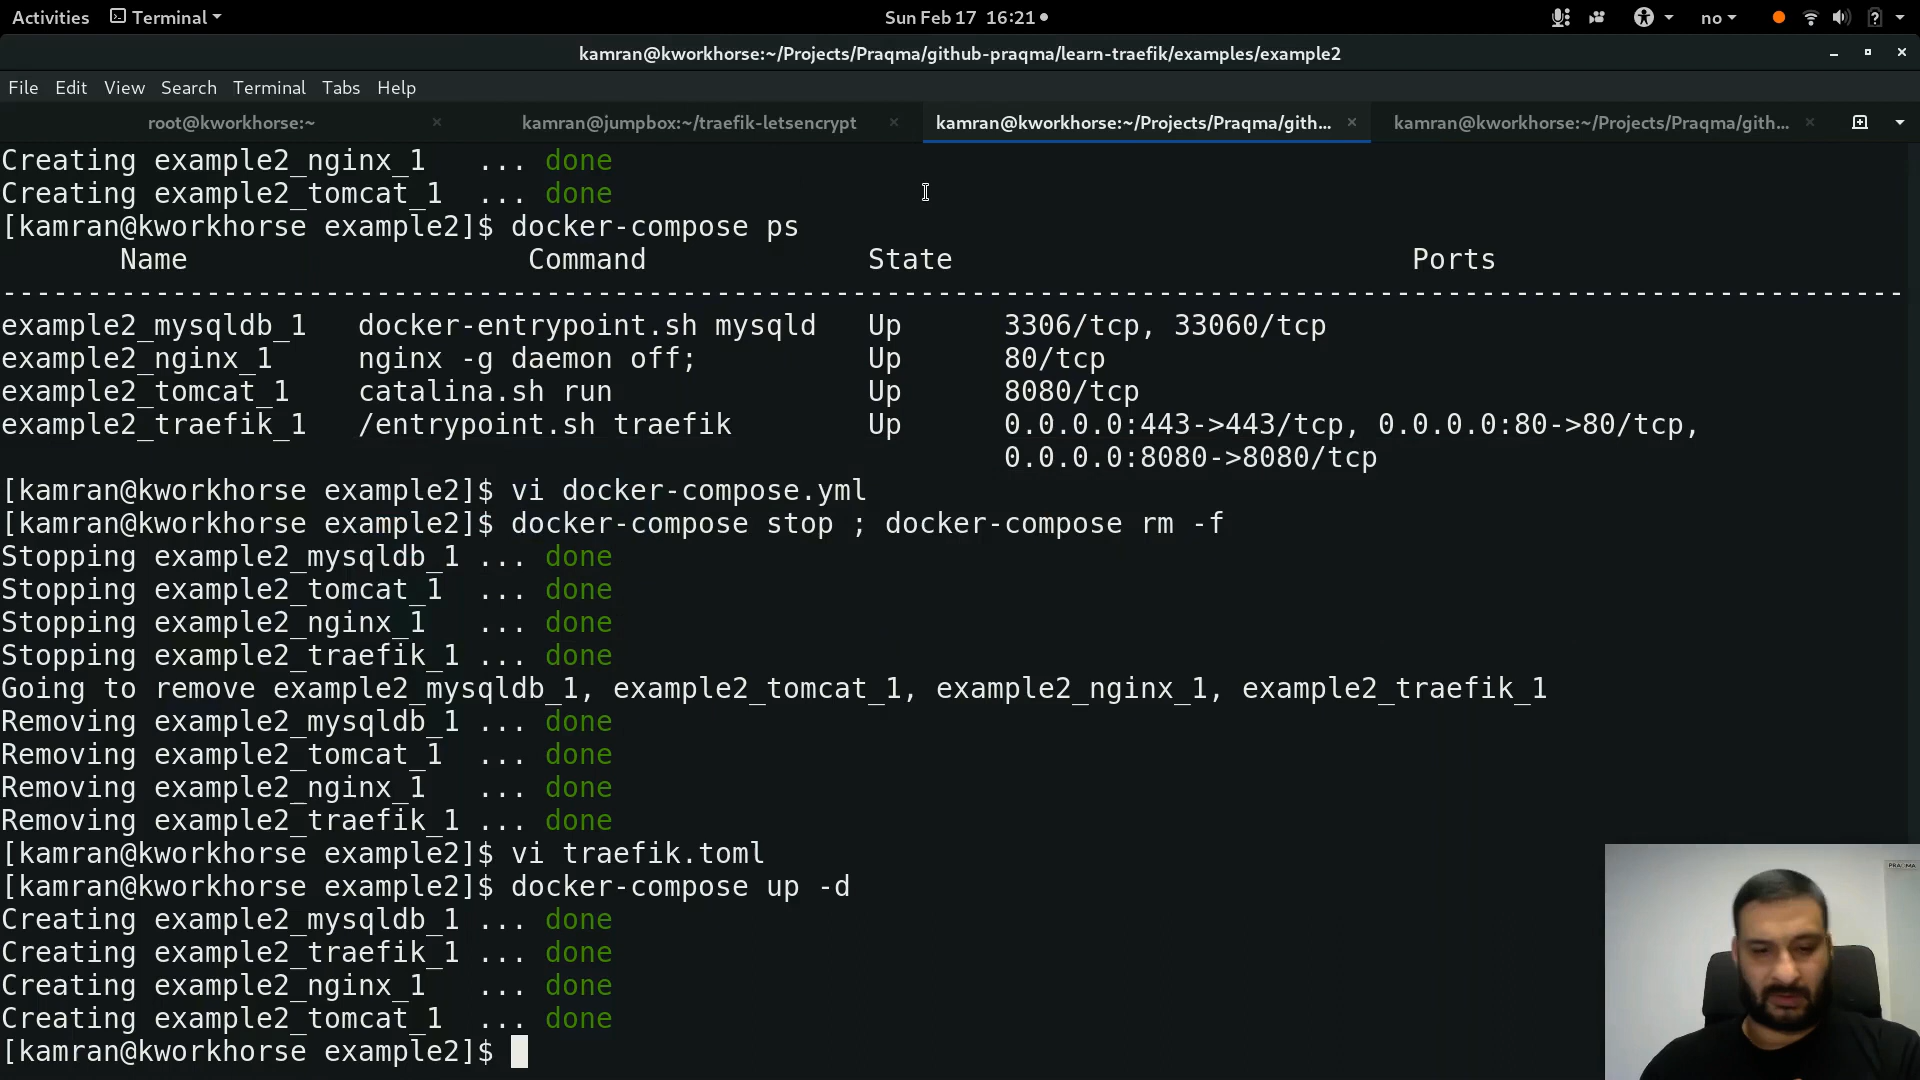 Activities Terminal Sun Feb 17 16:21 no
kamran@kworkhorse:~/Projects/Praqma/github-praqma/learn-traefik/examples/example2
File Edit View Search Terminal Tabs Help
root@kworkhorse:~ kamran@jumpbox:~/traefik-letsencrypt kamran@kworkhorse:~/Projects/Praqma/gith... kamran@kworkhorse:~/Projects/Praqma/gith...
Creating example2_nginx_1   ... done
Creating example2_tomcat_1  ... done
[kamran@kworkhorse example2]$ docker-compose ps
Name Command State Ports
----------------------------------------------------------------------------------------------------------------
example2_mysqldb_1   docker-entrypoint.sh mysqld   Up      3306/tcp, 33060/tcp
example2_nginx_1     nginx -g daemon off;          Up      80/tcp
example2_tomcat_1    catalina.sh run               Up      8080/tcp
example2_traefik_1   /entrypoint.sh traefik        Up      0.0.0.0:443->443/tcp, 0.0.0.0:80->80/tcp,
0.0.0.0:8080->8080/tcp
[kamran@kworkhorse example2]$ vi docker-compose.yml
[kamran@kworkhorse example2]$ docker-compose stop ; docker-compose rm -f
Stopping example2_mysqldb_1 ... done
Stopping example2_tomcat_1  ... done
Stopping example2_nginx_1   ... done
Stopping example2_traefik_1 ... done
Going to remove example2_mysqldb_1, example2_tomcat_1, example2_nginx_1, example2_traefik_1
Removing example2_mysqldb_1 ... done
Removing example2_tomcat_1  ... done
Removing example2_nginx_1   ... done
Removing example2_traefik_1 ... done
[kamran@kworkhorse example2]$ vi traefik.toml
[kamran@kworkhorse example2]$ docker-compose up -d
Creating example2_mysqldb_1 ... done
Creating example2_traefik_1 ... done
Creating example2_nginx_1   ... done
Creating example2_tomcat_1  ... done
[kamran@kworkhorse example2]$
PRAQMA